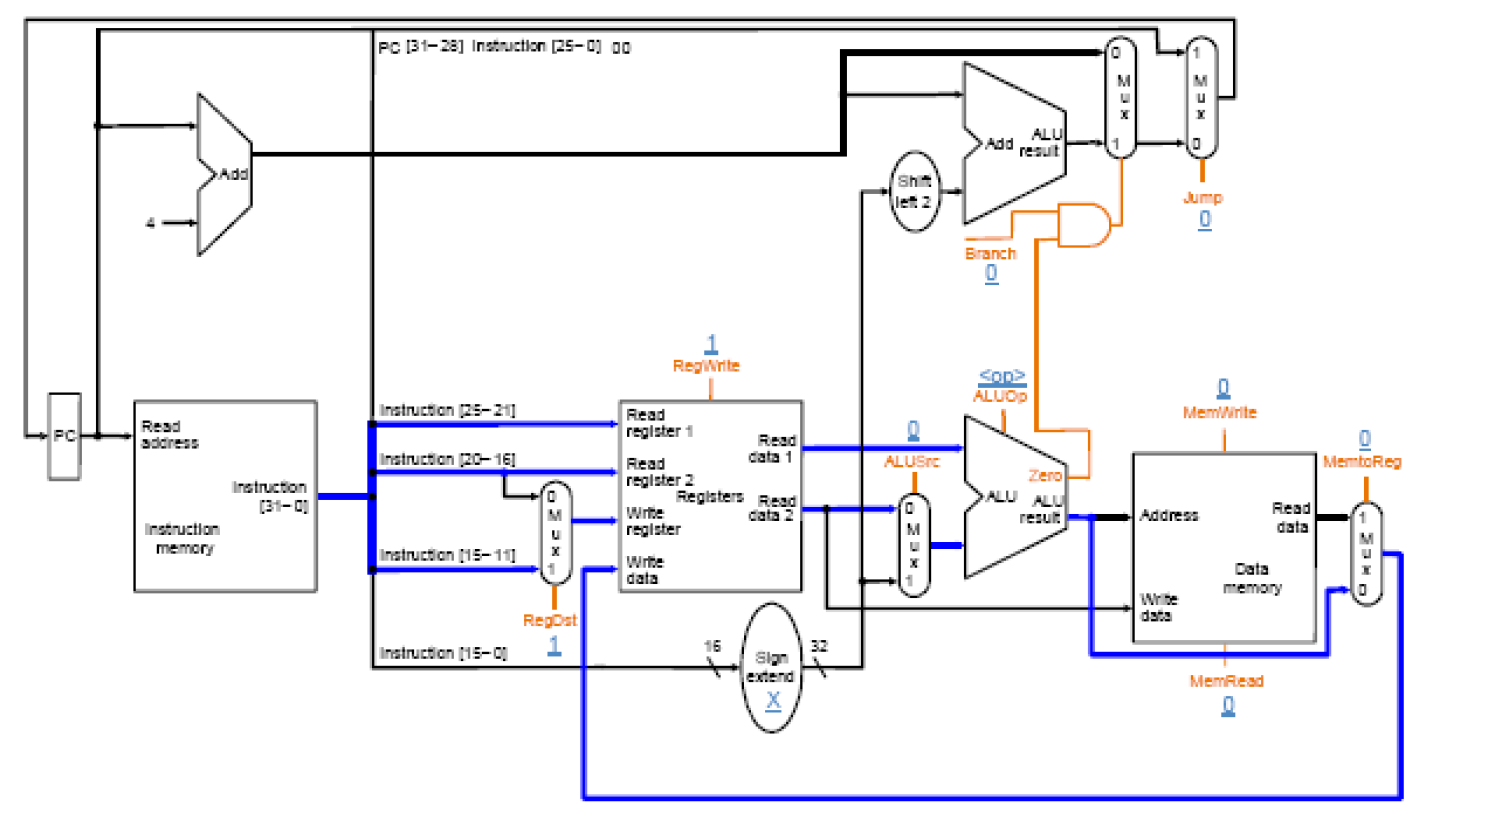 PC [31-28] Instruction [25-0] 00
0
Mux
1
1
Mux
0
Add
4
Add
ALU
result
Shift
left 2
Jump
0
Branch
0
1
RegWrite
<op>
ALUOp
0
MemWrite
0
MemtoReg
PC
Read
address
Instruction
[31-0]
Instruction
memory
Instruction [25-21]
Instruction [20-16]
Instruction [15-11]
Instruction [15-0]
0
Mux
1
RegDst
1
Read
register 1
Read
register 2
Write
register
Write
data
Registers
Read
data 1
Read
data 2
16
Sign
extend
X
32
0
ALUSrc
0
Mux
1
Zero
ALU
ALU
result
Address
Write
data
Read
data
Data
memory
MemRead
0
1
Mux
0